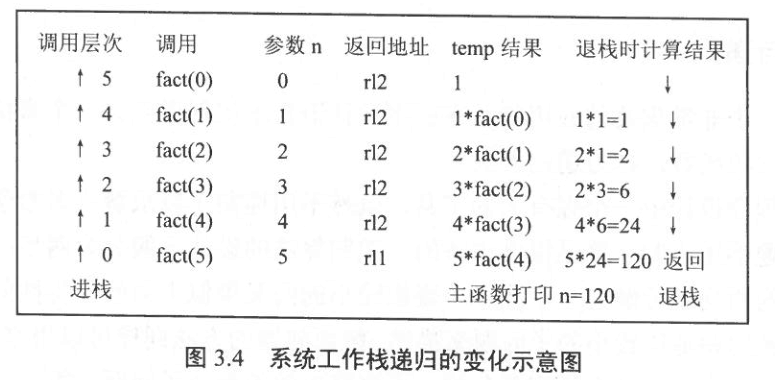 调用层次 调用 参数 n 返回地址 temp 结果 退栈时计算结果
↑ 5 fact(0) 0 rl2 1 ↓
↑ 4 fact(1) 1 rl2 1*fact(0) 1*1=1 ↓
↑ 3 fact(2) 2 rl2 2*fact(1) 2*1=2 ↓
↑ 2 fact(3) 3 rl2 3*fact(2) 2*3=6 ↓
↑ 1 fact(4) 4 rl2 4*fact(3) 4*6=24 ↓
↑ 0 fact(5) 5 rl1 5*fact(4) 5*24=120 返回
进栈 主函数打印 n=120 退栈
图 3.4 系统工作栈递归的变化示意图